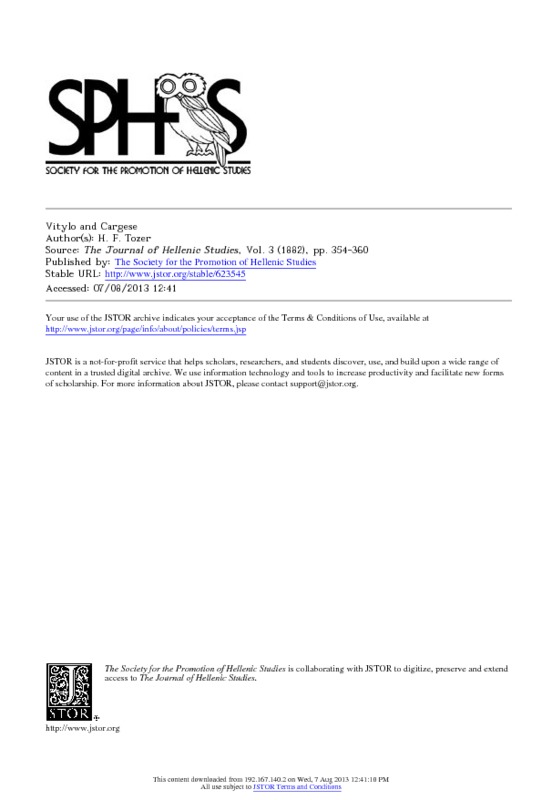 SPHS
SOCIETY FOR THE PROMOTION OF HELLENIC STUDIES
Vitylo and Cargese
Author(s): H. F. Tozer
Source: The Journal of Hellenic Studies, Vol. 3 (1882), pp. 354-360
Published by: The Society for the Promotion of Hellenic Studies
Stable URL: http://www.jstor.org/stable/623545
Accessed: 07/08/2013 12:41
Your use of the JSTOR archive indicates your acceptance of the Terms & Conditions of Use, available at
http://www.jstor.org/page/info/about/policies/terms.jsp
JSTOR is a not-for-profit service that helps scholars, researchers, and students discover, use, and build upon a wide range of
content in a trusted digital archive. We use information technology and tools to increase productivity and facilitate new forms
of scholarship. For more information about JSTOR, please contact support@jstor.org.
The Society for the Promotion of Hellenic Studies is collaborating with JSTOR to digitize, preserve and extend
access to The Journal of Hellenic Studies.
JSTOR
http://www.jstor.org
This content downloaded from 192.167.140.2 on Wed, 7 Aug 2013 12:41:10 PM
All use subject to JSTOR Terms and Conditions